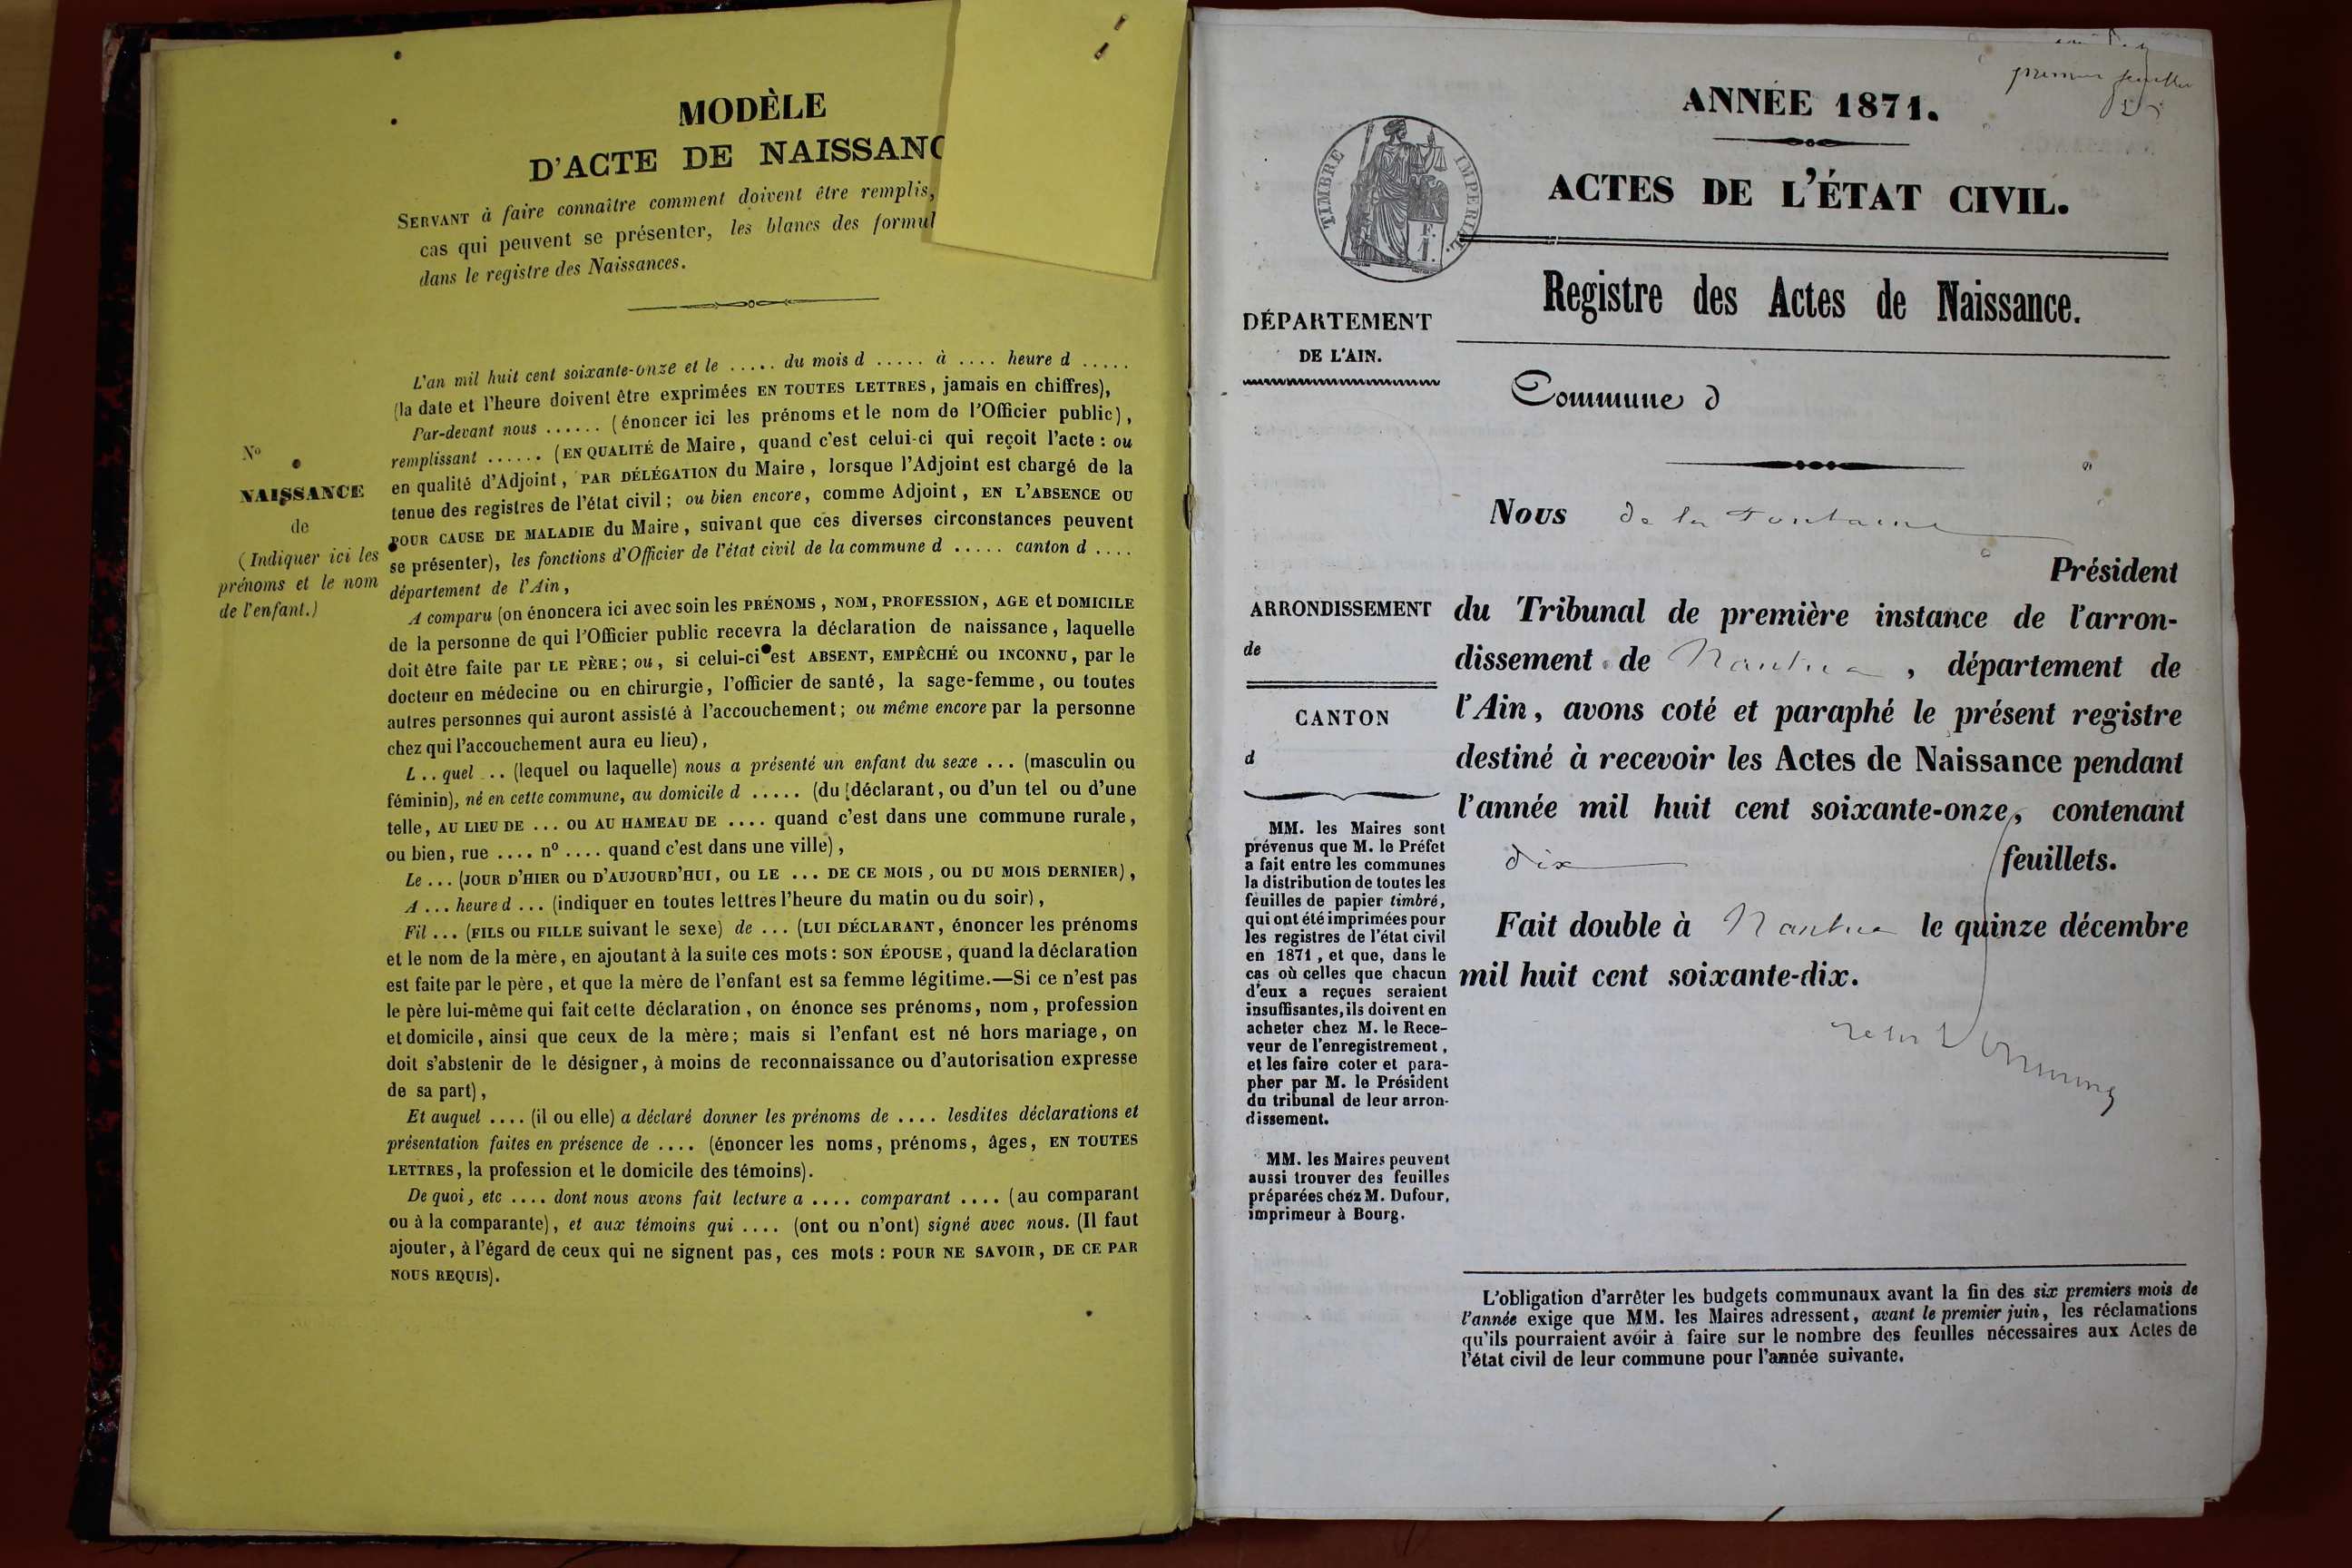 MODÈLE
D'ACTE DE NAISSANC
SERVANT à faire connaître comment doivent être remplis,
cas qui peuvent se présenter, les blancs des formul
dans le registre des Naissances.
No
NAISSANCE
de
(Indiquer ici les
prénoms et le nom
de l'enfant.)
L'an mil huit cent soixante-onze et le ..... du mois d ..... à .... heure d .....
(la date et l'heure doivent être exprimées EN TOUTES LETTRES, jamais en chiffres),
Par-devant nous ...... (énoncer ici les prénoms et le nom de l'Officier public),
remplissant ...... (EN QUALITÉ de Maire, quand c'est celui-ci qui reçoit l'acte : ou
en qualité d'Adjoint, PAR DÉLÉGATION du Maire, lorsque l'Adjoint est chargé de la
tenue des registres de l'état civil; ou bien encore, comme Adjoint, EN L'ABSENCE OU
POUR CAUSE DE MALADIE du Maire, suivant que ces diverses circonstances peuvent
se présenter), les fonctions d'Officier de l'état civil de la commune d ..... canton d ....
département de l'Ain,
A comparu (on énoncera ici avec soin les PRÉNOMS, NOM, PROFESSION, AGE et DOMICILE
de la personne de qui l'Officier public recevra la déclaration de naissance, laquelle
doit être faite par LE PÈRE; ou, si celui-ci est ABSENT, EMPÊCHÉ OU INCONNU, par le
docteur en médecine ou en chirurgie, l'officier de santé, la sage-femme, ou toutes
autres personnes qui auront assisté à l'accouchement; ou même encore par la personne
chez qui l'accouchement aura eu lieu),
L .. quel .. (lequel ou laquelle) nous a présenté un enfant du sexe ... (masculin ou
féminin), né en cette commune, au domicile d ..... (du déclarant, ou d'un tel ou d'une
telle, AU LIEU DE ... OU AU HAMEAU DE .... quand c'est dans une commune rurale,
ou bien, rue .... no .... quand c'est dans une ville),
Le ... (JOUR D'HIER OU D'AUJOURD'HUI, OU LE ... DE CE MOIS, OU DU MOIS DERNIER),
A ... heure d ... (indiquer en toutes lettres l'heure du matin ou du soir),
Fil ... (FILS OU FILLE suivant le sexe) de ... (LUI DÉCLARANT, énoncer les prénoms
et le nom de la mère, en ajoutant à la suite ces mots : SON ÉPOUSE, quand la déclaration
est faite par le père, et que la mère de l'enfant est sa femme légitime.—Si ce n'est pas
le père lui-même qui fait cette déclaration, on énonce ses prénoms, nom, profession
et domicile, ainsi que ceux de la mère; mais si l'enfant est né hors mariage, on
doit s'abstenir de le désigner, à moins de reconnaissance ou d'autorisation expresse
de sa part),
Et auquel .... (il ou elle) a déclaré donner les prénoms de .... lesdites déclarations et
présentation faites en présence de .... (énoncer les noms, prénoms, âges, EN TOUTES
LETTRES, la profession et le domicile des témoins).
De quoi, etc .... dont nous avons fait lecture a .... comparant .... (au comparant
ou à la comparante), et aux témoins qui .... (ont ou n'ont) signé avec nous. (Il faut
ajouter, à l'égard de ceux qui ne signent pas, ces mots : POUR NE SAVOIR, DE CE PAR
NOUS REQUIS).
premier feuillet
ANNÉE 1871.
ACTES DE L'ÉTAT CIVIL.
TIMBRE IMPÉRIAL.
F.
1.
Registre des Actes de Naissance.
DÉPARTEMENT
DE L'AIN.
Commune d
Nous de la Fontaine
Président
ARRONDISSEMENT
de
CANTON
d
du Tribunal de première instance de l'arron-
dissement de Nantua, département de
l'Ain, avons coté et paraphé le présent registre
destiné à recevoir les Actes de Naissance pendant
l'année mil huit cent soixante-onze, contenant
dix feuillets.
Fait double à Nantua le quinze décembre
mil huit cent soixante-dix.
MM. les Maires sont
prévenus que M. le Préfet
a fait entre les communes
la distribution de toutes les
feuilles de papier timbré,
qui ont été imprimées pour
les registres de l'état civil
en 1871, et que, dans le
cas où celles que chacun
d'eux a reçues seraient
insuffisantes, ils doivent en
acheter chez M. le Rece-
veur de l'enregistrement,
et les faire coter et para-
pher par M. le Président
du tribunal de leur arron-
dissement.
MM. les Maires peuvent
aussi trouver des feuilles
préparées chez M. Dufour,
imprimeur à Bourg.
L'obligation d'arrêter les budgets communaux avant la fin des six premiers mois de
l'année exige que MM. les Maires adressent, avant le premier juin, les réclamations
qu'ils pourraient avoir à faire sur le nombre des feuilles nécessaires aux Actes de
l'état civil de leur commune pour l'année suivante.